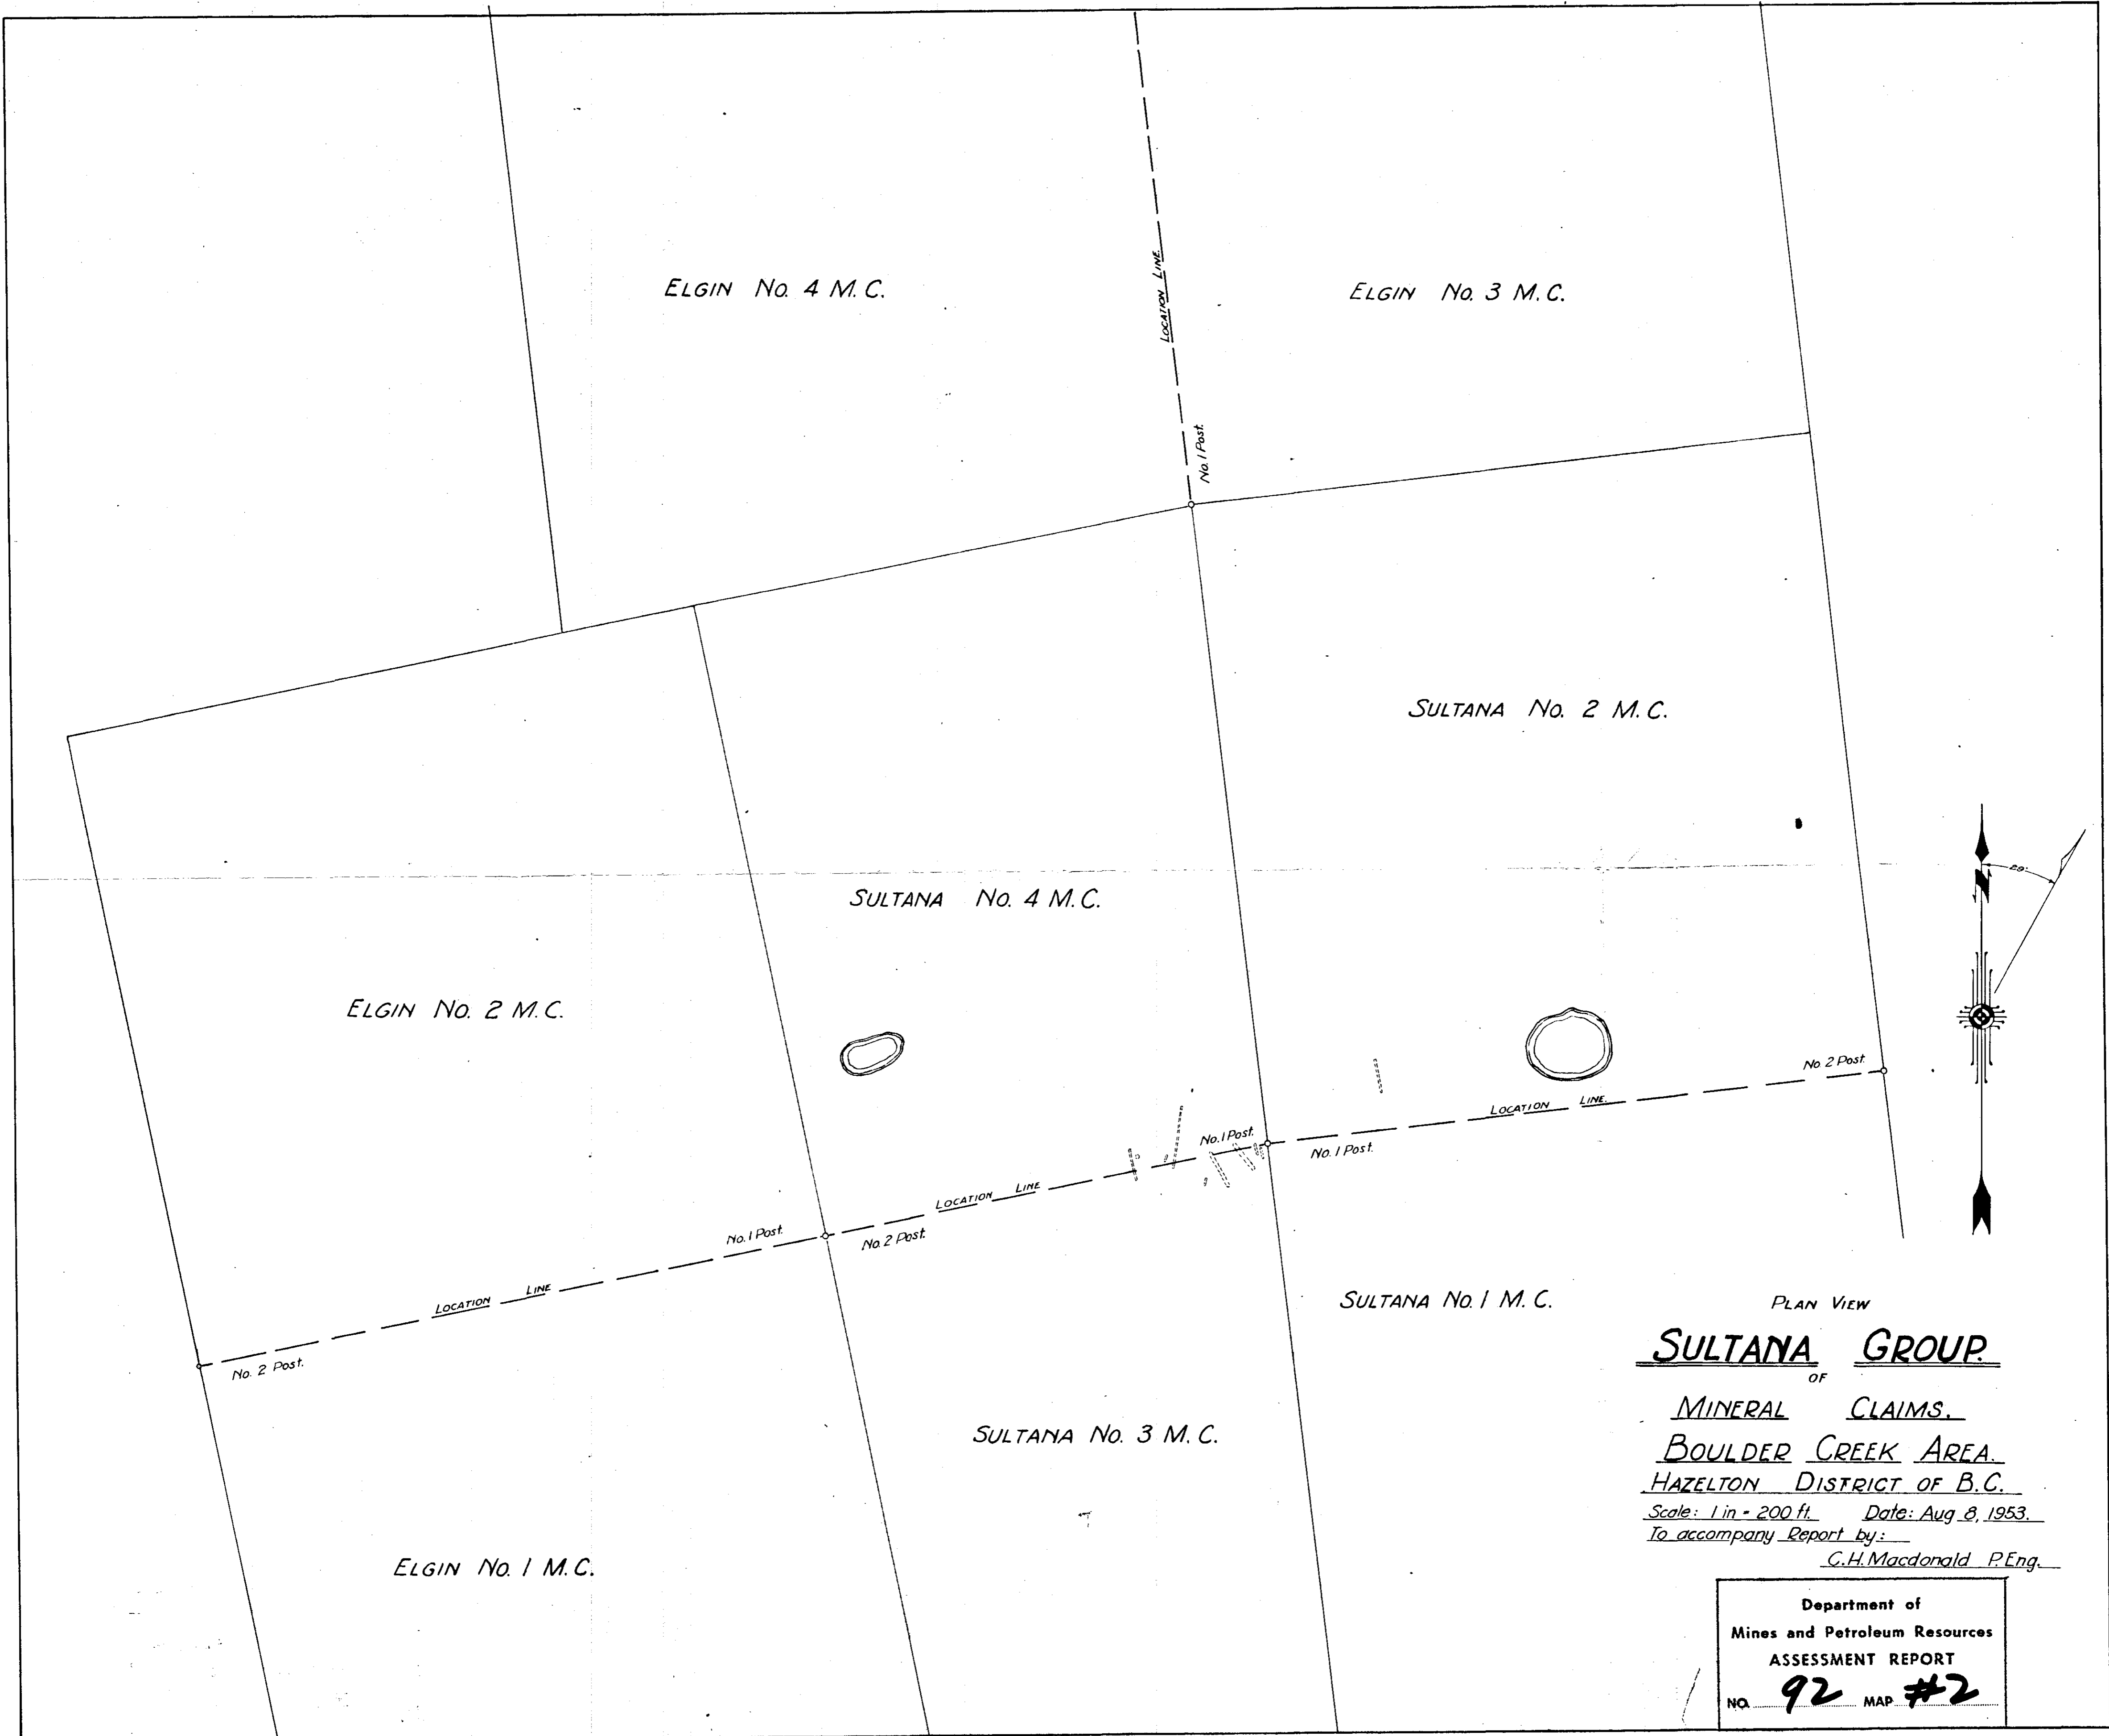 ELGIN No. 4 M.C.
LOCATION LINE
ELGIN No. 3 M.C.
No. 1 Post.
SULTANA No. 2 M.C.
SULTANA No. 4 M.C.
N
ELGIN No. 2 M.C.
No. 2 Post.
LOCATION LINE.
No. 1 Post.
No. 1 Post.
LOCATION LINE
No. 1 Post.
No. 2 Post.
LOCATION LINE
No. 2 Post.
SULTANA No. 1 M.C.
SULTANA No. 3 M.C.
ELGIN No. 1 M.C.
PLAN VIEW
SULTANA GROUP.
OF
MINERAL CLAIMS.
BOULDER CREEK AREA.
HAZELTON DISTRICT OF B.C.
Scale: 1 in = 200 ft. Date: Aug 8, 1953.
To accompany Report by:
C.H. Macdonald P.Eng.
Department of
Mines and Petroleum Resources
ASSESSMENT REPORT
NO. 92 MAP #2